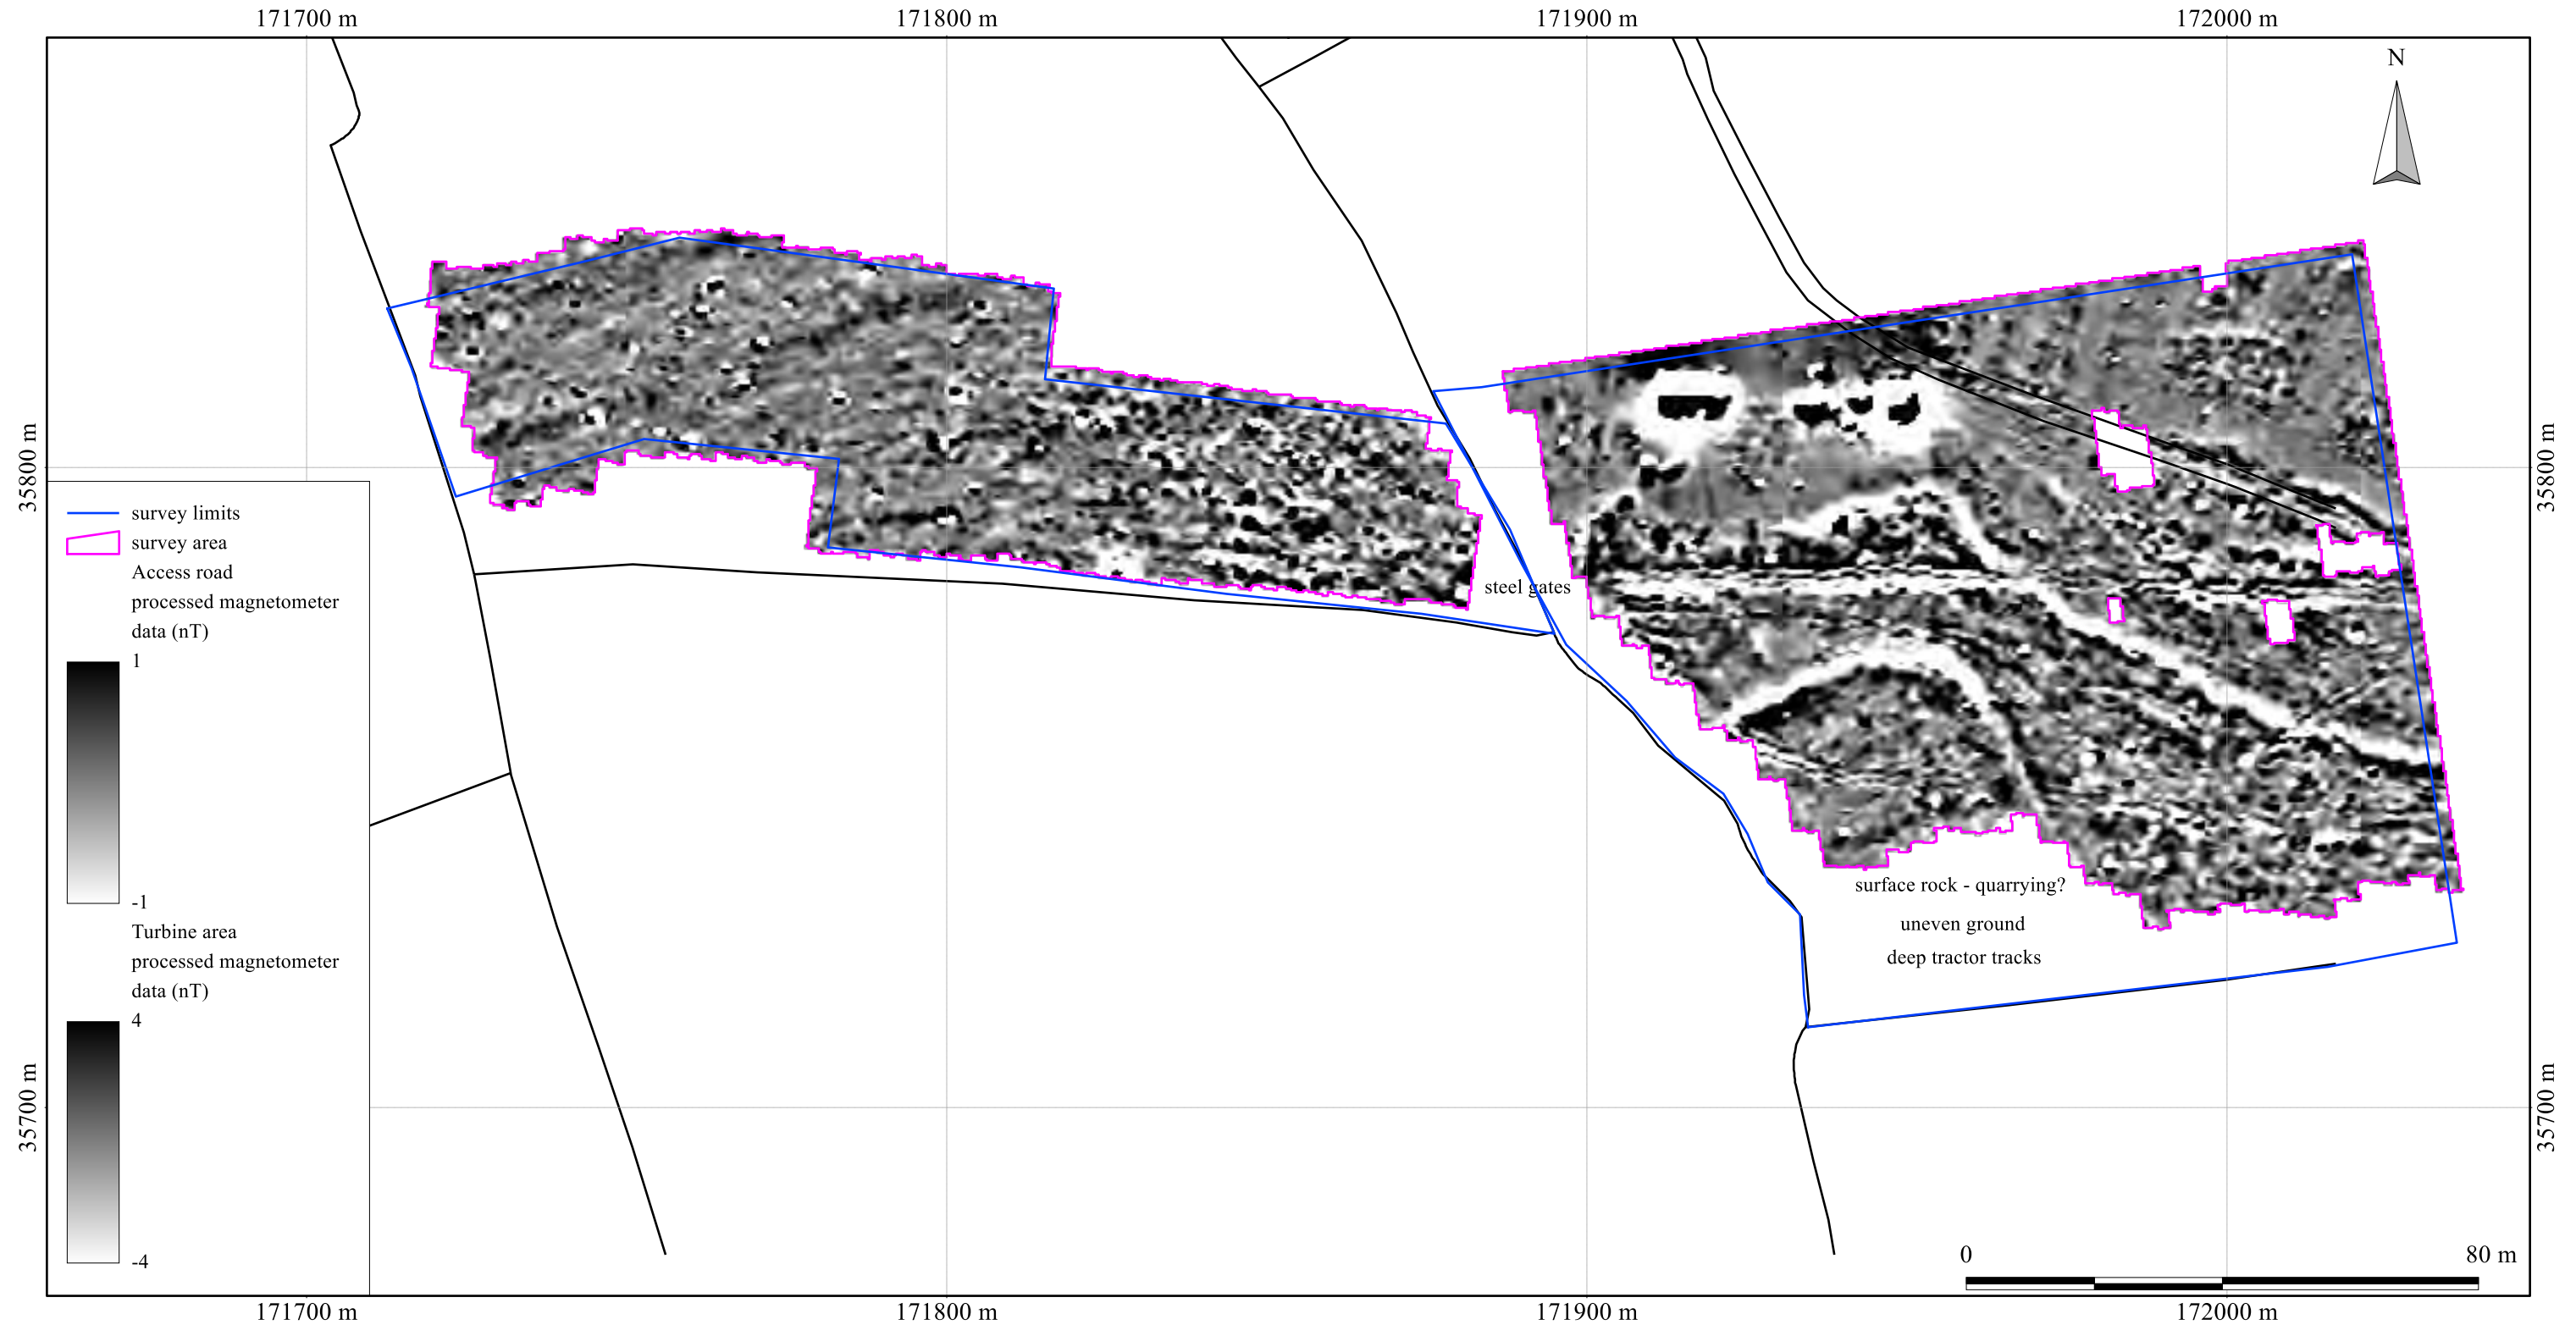 171700 m
171800 m
171900 m
172000 m
N
35800 m
35800 m
survey limits
survey area
Access road
processed magnetometer
data (nT)
1
-1
Turbine area
processed magnetometer
data (nT)
4
-4
steel gates
surface rock - quarrying?
uneven ground
deep tractor tracks
35700 m
35700 m
0
80 m
171700 m
171800 m
171900 m
172000 m